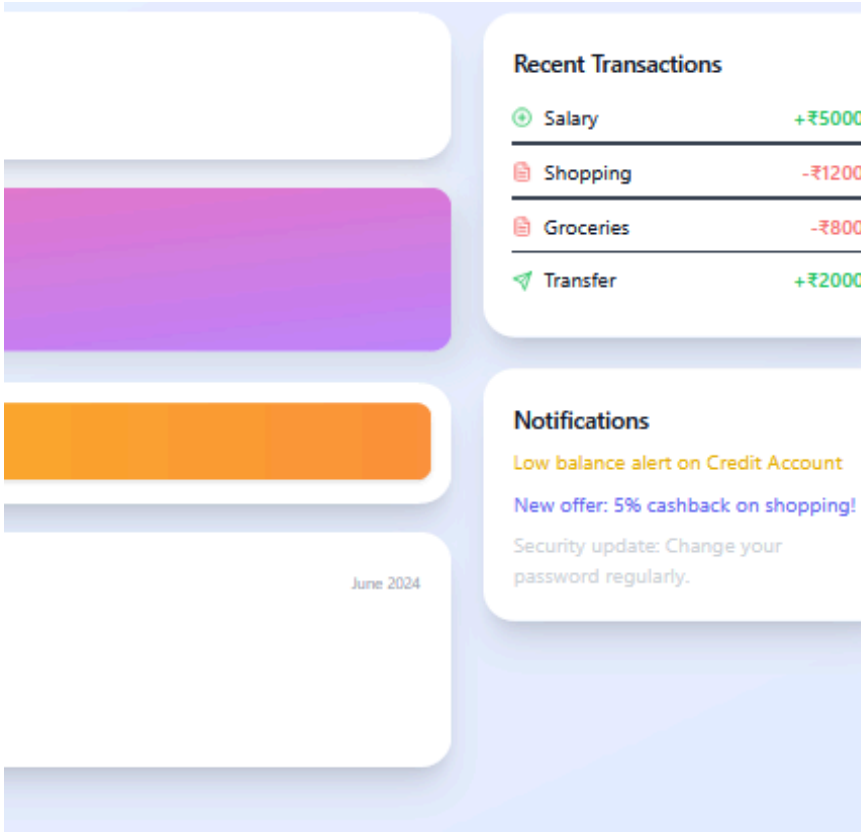 Recent Transactions
Salary +₹5000
Shopping -₹1200
Groceries -₹800
Transfer +₹2000
Notifications
Low balance alert on Credit Account
New offer: 5% cashback on shopping!
Security update: Change your
password regularly.
June 2024